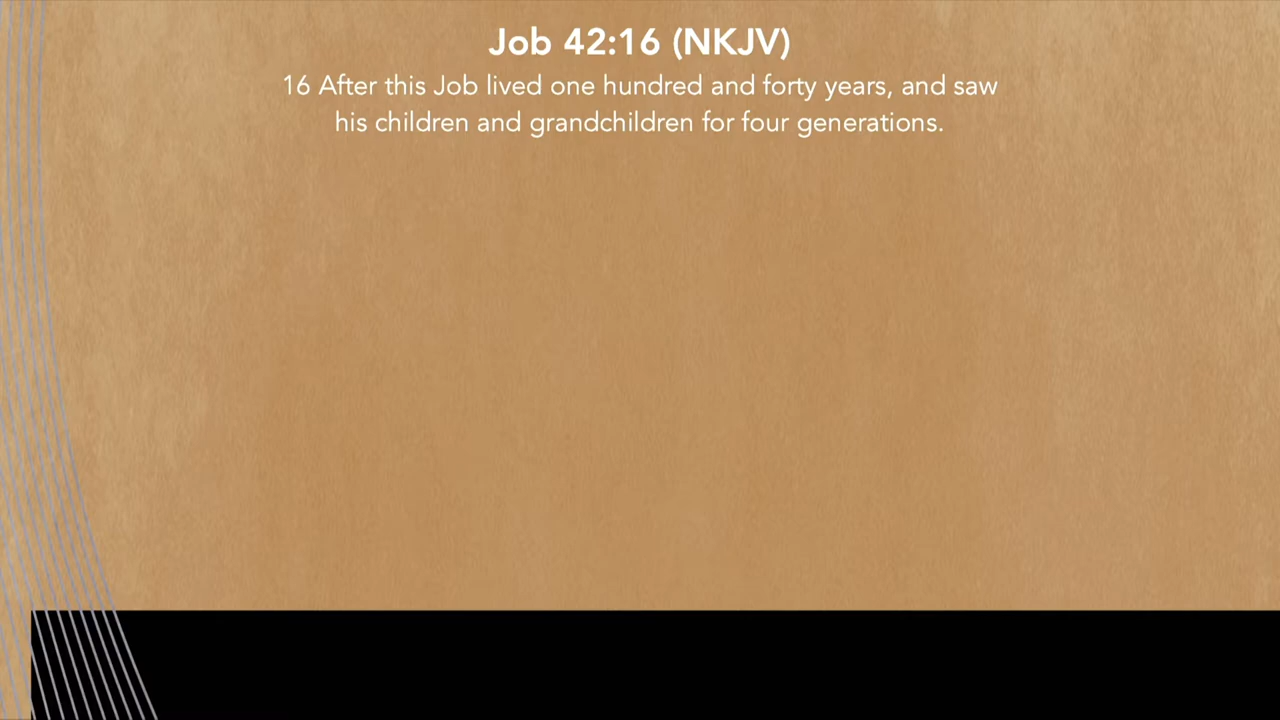 Job 42:16 (NKJV)
16 After this Job lived one hundred and forty years, and saw
his children and grandchildren for four generations.